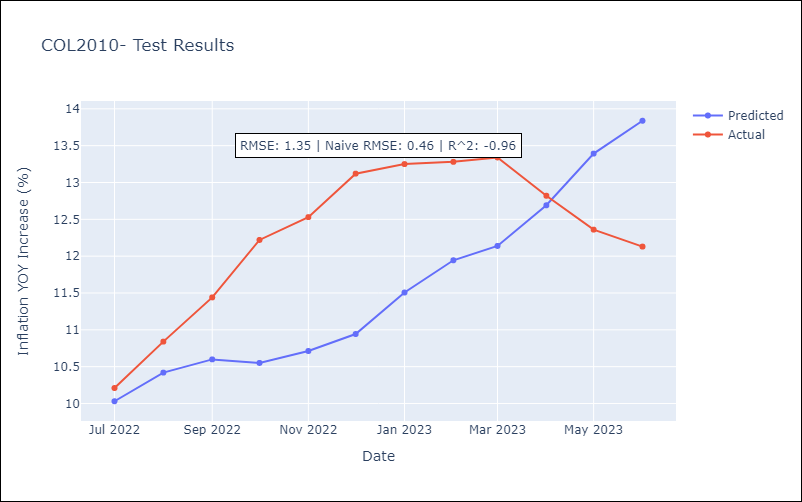 COL2010- Test Results
Predicted
Actual
RMSE: 1.35 | Naive RMSE: 0.46 | R^2: -0.96
Inflation YOY Increase (%)
14
13.5
13
12.5
12
11.5
11
10.5
10
Jul 2022 Sep 2022 Nov 2022 Jan 2023 Mar 2023 May 2023
Date